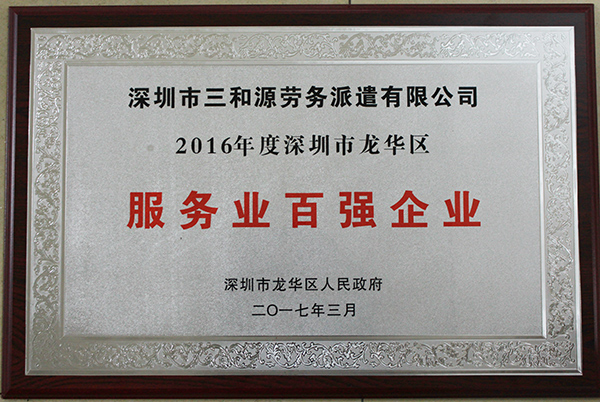 深圳市三和源劳务派遣有限公司
2016年度深圳市龙华区
服务业百强企业
深圳市龙华区人民政府
二〇一七年三月